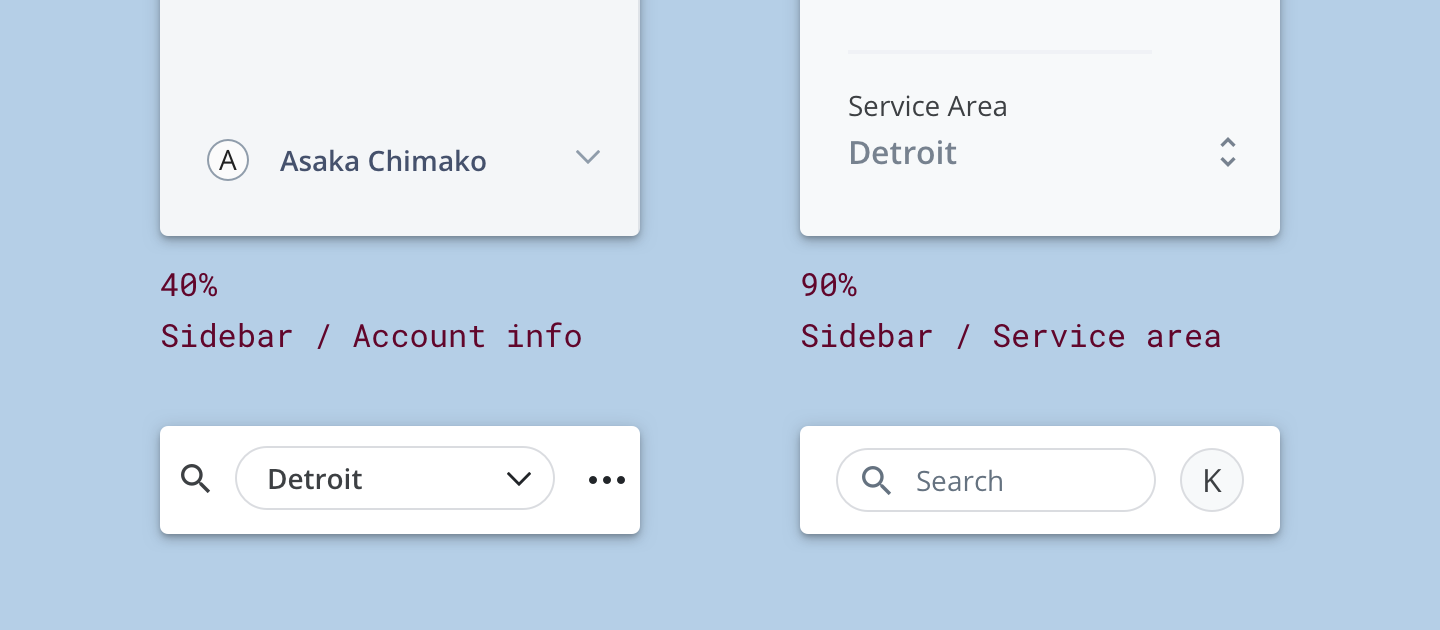 A Asaka Chimako
40%
Sidebar / Account info
Service Area
Detroit
90%
Sidebar / Service area
Detroit
Search K